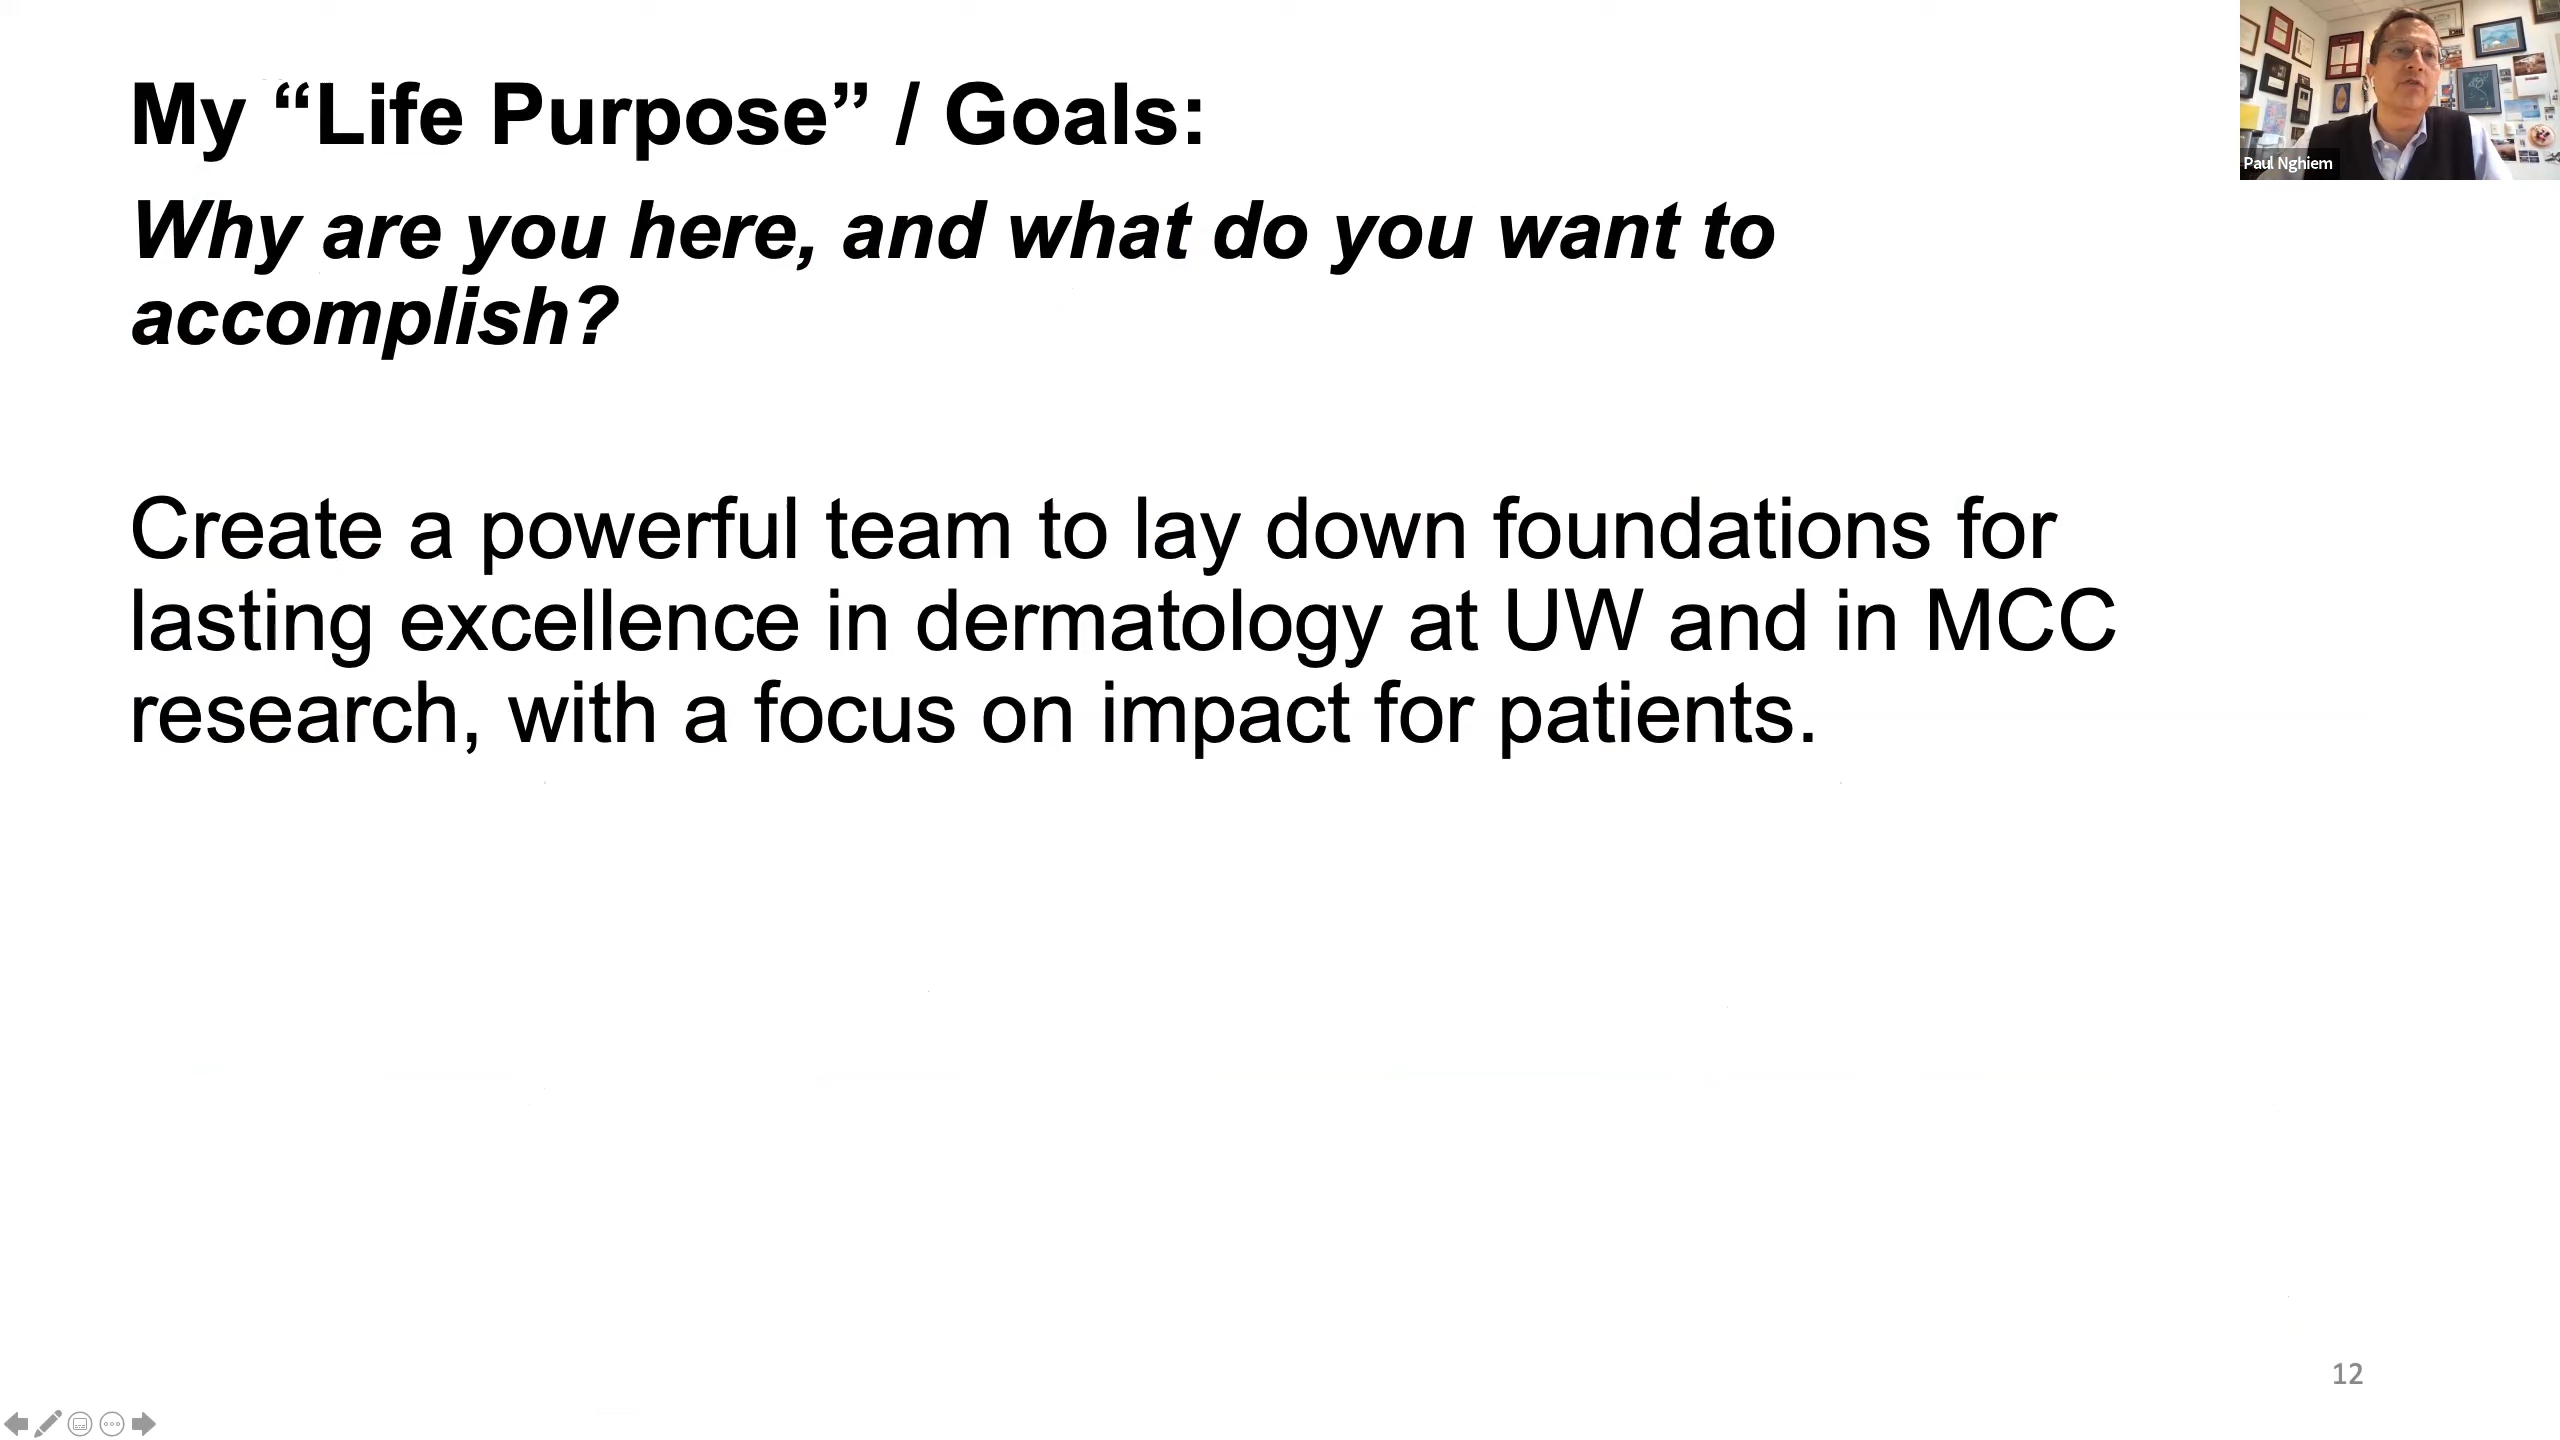 My “Life Purpose” / Goals:
Why are you here, and what do you want to
accomplish?
Create a powerful team to lay down foundations for
lasting excellence in dermatology at UW and in MCC
research, with a focus on impact for patients.
Paul Nghiem
12